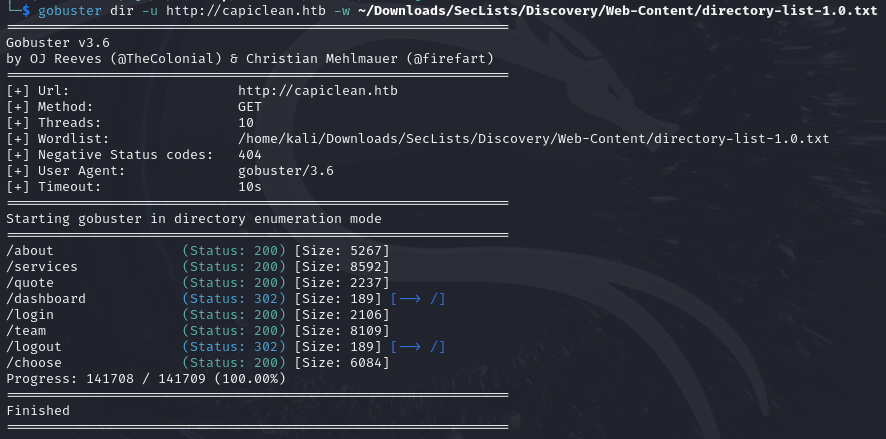 $ gobuster dir -u http://capiclean.htb -w ~/Downloads/SecLists/Discovery/Web-Content/directory-list-1.0.txt
===============================================================
Gobuster v3.6
by OJ Reeves (@TheColonial) & Christian Mehlmauer (@firefart)
===============================================================
[+] Url:                     http://capiclean.htb
[+] Method:                  GET
[+] Threads:                 10
[+] Wordlist:                /home/kali/Downloads/SecLists/Discovery/Web-Content/directory-list-1.0.txt
[+] Negative Status codes:   404
[+] User Agent:              gobuster/3.6
[+] Timeout:                 10s
===============================================================
Starting gobuster in directory enumeration mode
===============================================================
/about                (Status: 200) [Size: 5267]
/services             (Status: 200) [Size: 8592]
/quote                (Status: 200) [Size: 2237]
/dashboard            (Status: 302) [Size: 189] [--> /]
/login                (Status: 200) [Size: 2106]
/team                 (Status: 200) [Size: 8109]
/logout               (Status: 302) [Size: 189] [--> /]
/choose               (Status: 200) [Size: 6084]
Progress: 141708 / 141709 (100.00%)
===============================================================
Finished
===============================================================